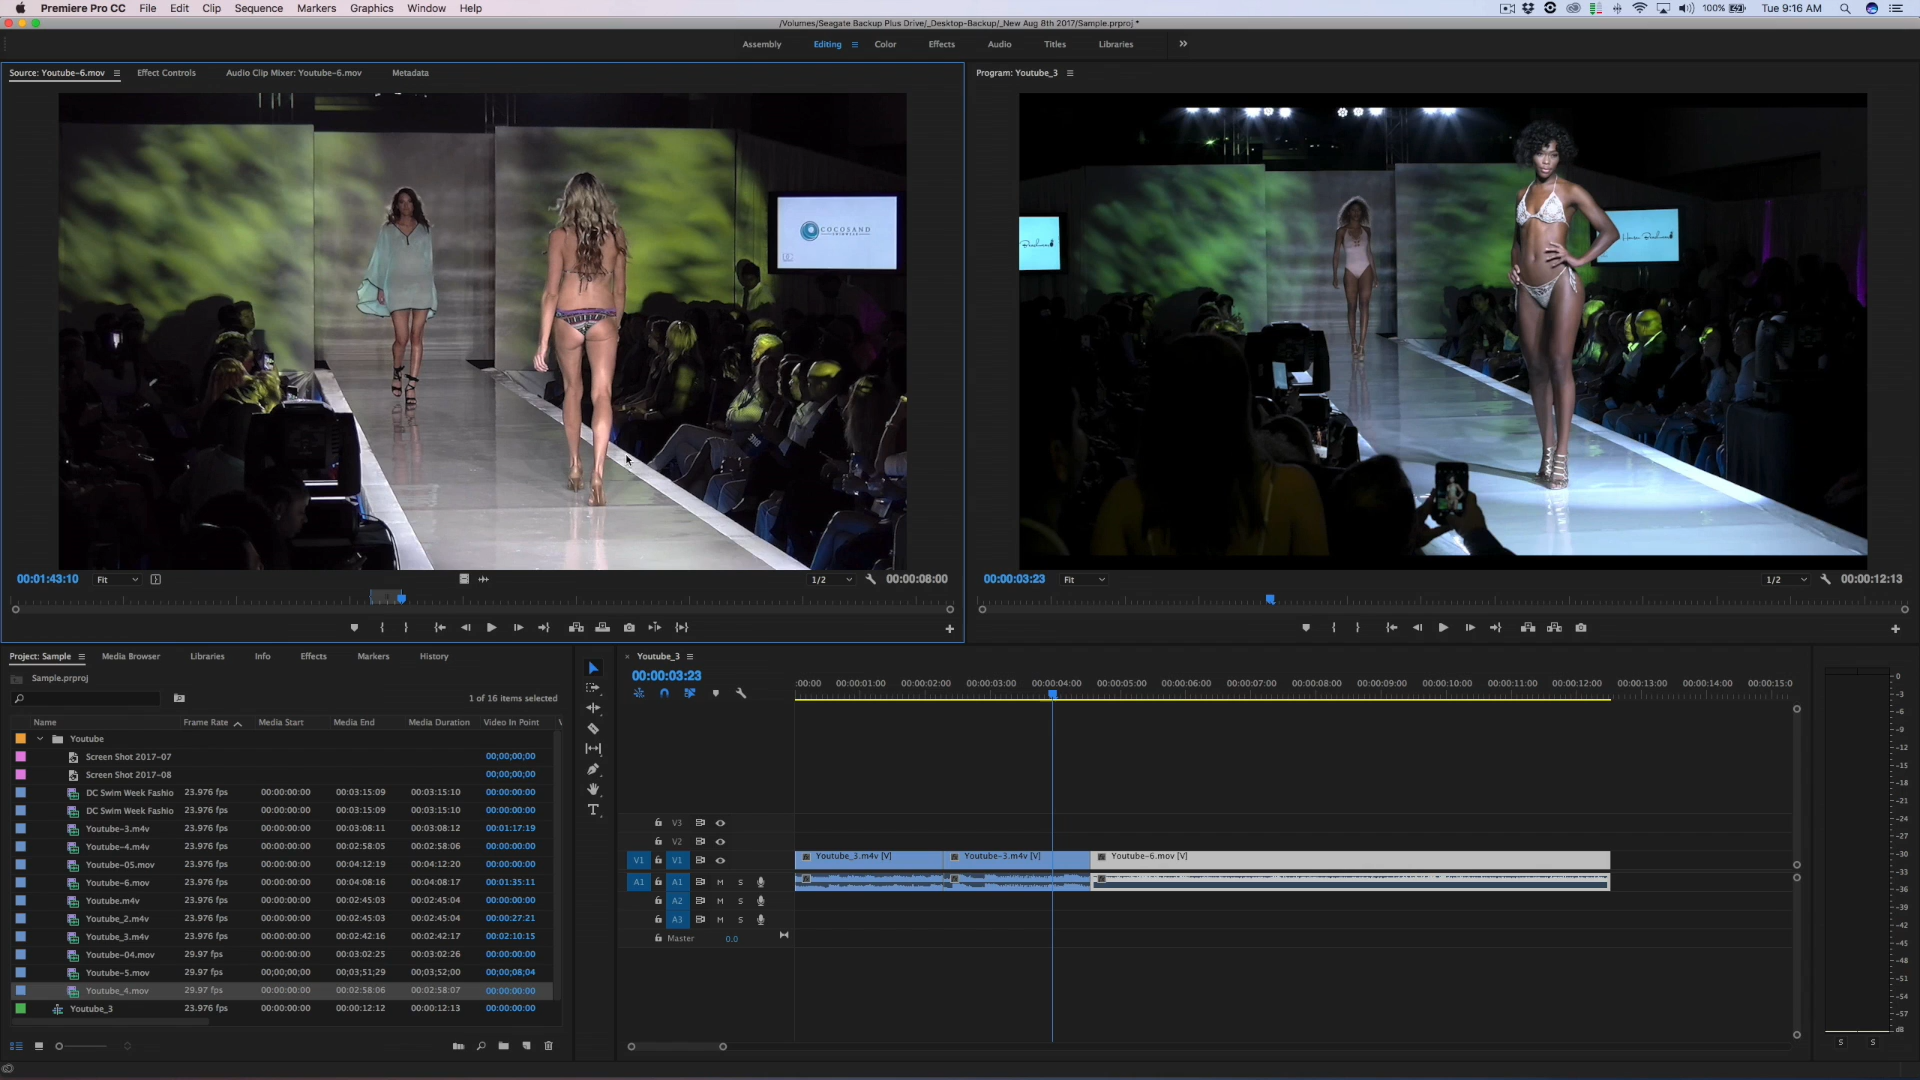 Premiere Pro CC File Edit Clip Sequence Markers Graphics Window Help 100% Tue 9:16 AM
/Volumes/Seagate Backup Plus Drive/_Desktop-Backup/_New Aug 8th 2017/Sample.prproj *
Assembly Editing Color Effects Audio Titles Libraries
Source: Youtube-6.mov Effect Controls Audio Clip Mixer: Youtube-6.mov Metadata
Program: Youtube_3
COCOSAND
00:01:43:10 Fit 1/2 00:00:08:00
00:00:03:23 Fit 1/2 00:00:12:13
Project: Sample Media Browser Libraries Info Effects Markers History
Sample.prproj
1 of 16 items selected
Name Frame Rate Media Start Media End Media Duration Video In Point V
Youtube
Screen Shot 2017-07 00;00;00;00
Screen Shot 2017-08 00;00;00;00
DC Swim Week Fashio 23.976 fps 00:00:00:00 00:03:15:09 00:03:15:10 00:00:00:00
DC Swim Week Fashio 23.976 fps 00:00:00:00 00:03:15:09 00:03:15:10 00:00:00:00
Youtube-3.m4v 23.976 fps 00:00:00:00 00:03:08:11 00:03:08:12 00:01:17:19
Youtube-4.m4v 23.976 fps 00:00:00:00 00:02:58:05 00:02:58:06 00:00:00:00
Youtube-05.mov 23.976 fps 00:00:00:00 00:04:12:19 00:04:12:20 00:00:00:00
Youtube-6.mov 23.976 fps 00:00:00:00 00:04:08:16 00:04:08:17 00:01:35:11
Youtube.m4v 23.976 fps 00:00:00:00 00:02:45:03 00:02:45:04 00:00:00:00
Youtube_2.m4v 23.976 fps 00:00:00:00 00:02:45:03 00:02:45:04 00:00:27:21
Youtube_3.m4v 23.976 fps 00:00:00:00 00:02:42:16 00:02:42:17 00:02:10:15
Youtube-04.mov 29.97 fps 00:00:00:00 00:03:02:25 00:03:02:26 00:00:00:00
Youtube-5.mov 29.97 fps 00;00;00;00 00;03;51;29 00;03;52;00 00;00;08;04
Youtube_4.mov 29.97 fps 00:00:00:00 00:02:58:06 00:02:58:07 00:00:00:00
Youtube_3 23.976 fps 00:00:00:00 00:00:12:12 00:00:12:13 00:00:00:00
Youtube_3
00:00:03:23
:00:00 00:00:01:00 00:00:02:00 00:00:03:00 00:00:04:00 00:00:05:00 00:00:06:00 00:00:07:00 00:00:08:00 00:00:09:00 00:00:10:00 00:00:11:00 00:00:12:00 00:00:13:00 00:00:14:00 00:00:15:0
V3
V2
V1 V1 Youtube_3.m4v [V] Youtube-3.m4v [V] Youtube-6.mov [V]
A1 A1 M S
A2 M S
A3 M S
Master 0.0
0
-3
-6
-9
-12
-15
-18
-21
-24
-27
-30
-33
-36
-39
-42
-45
-48
-51
-54
-57
dB
S S